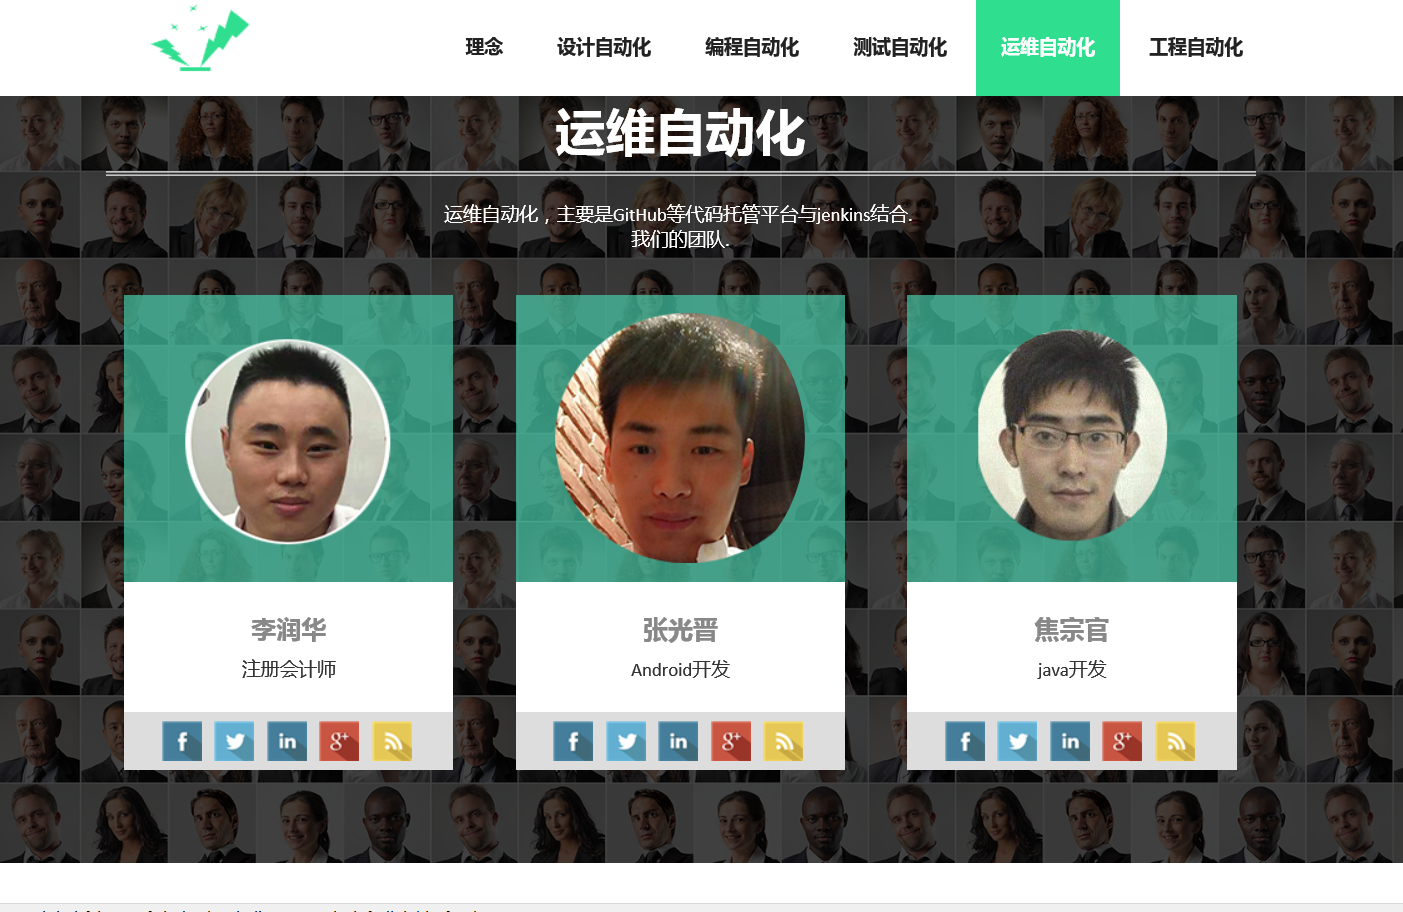 理念
设计自动化
编程自动化
测试自动化
运维自动化
工程自动化
运维自动化
运维自动化，主要是GitHub等代码托管平台与jenkins结合.
我们的团队.
李润华
注册会计师
张光晋
Android开发
焦宗官
java开发
f
in
g+
f
in
g+
f
in
g+